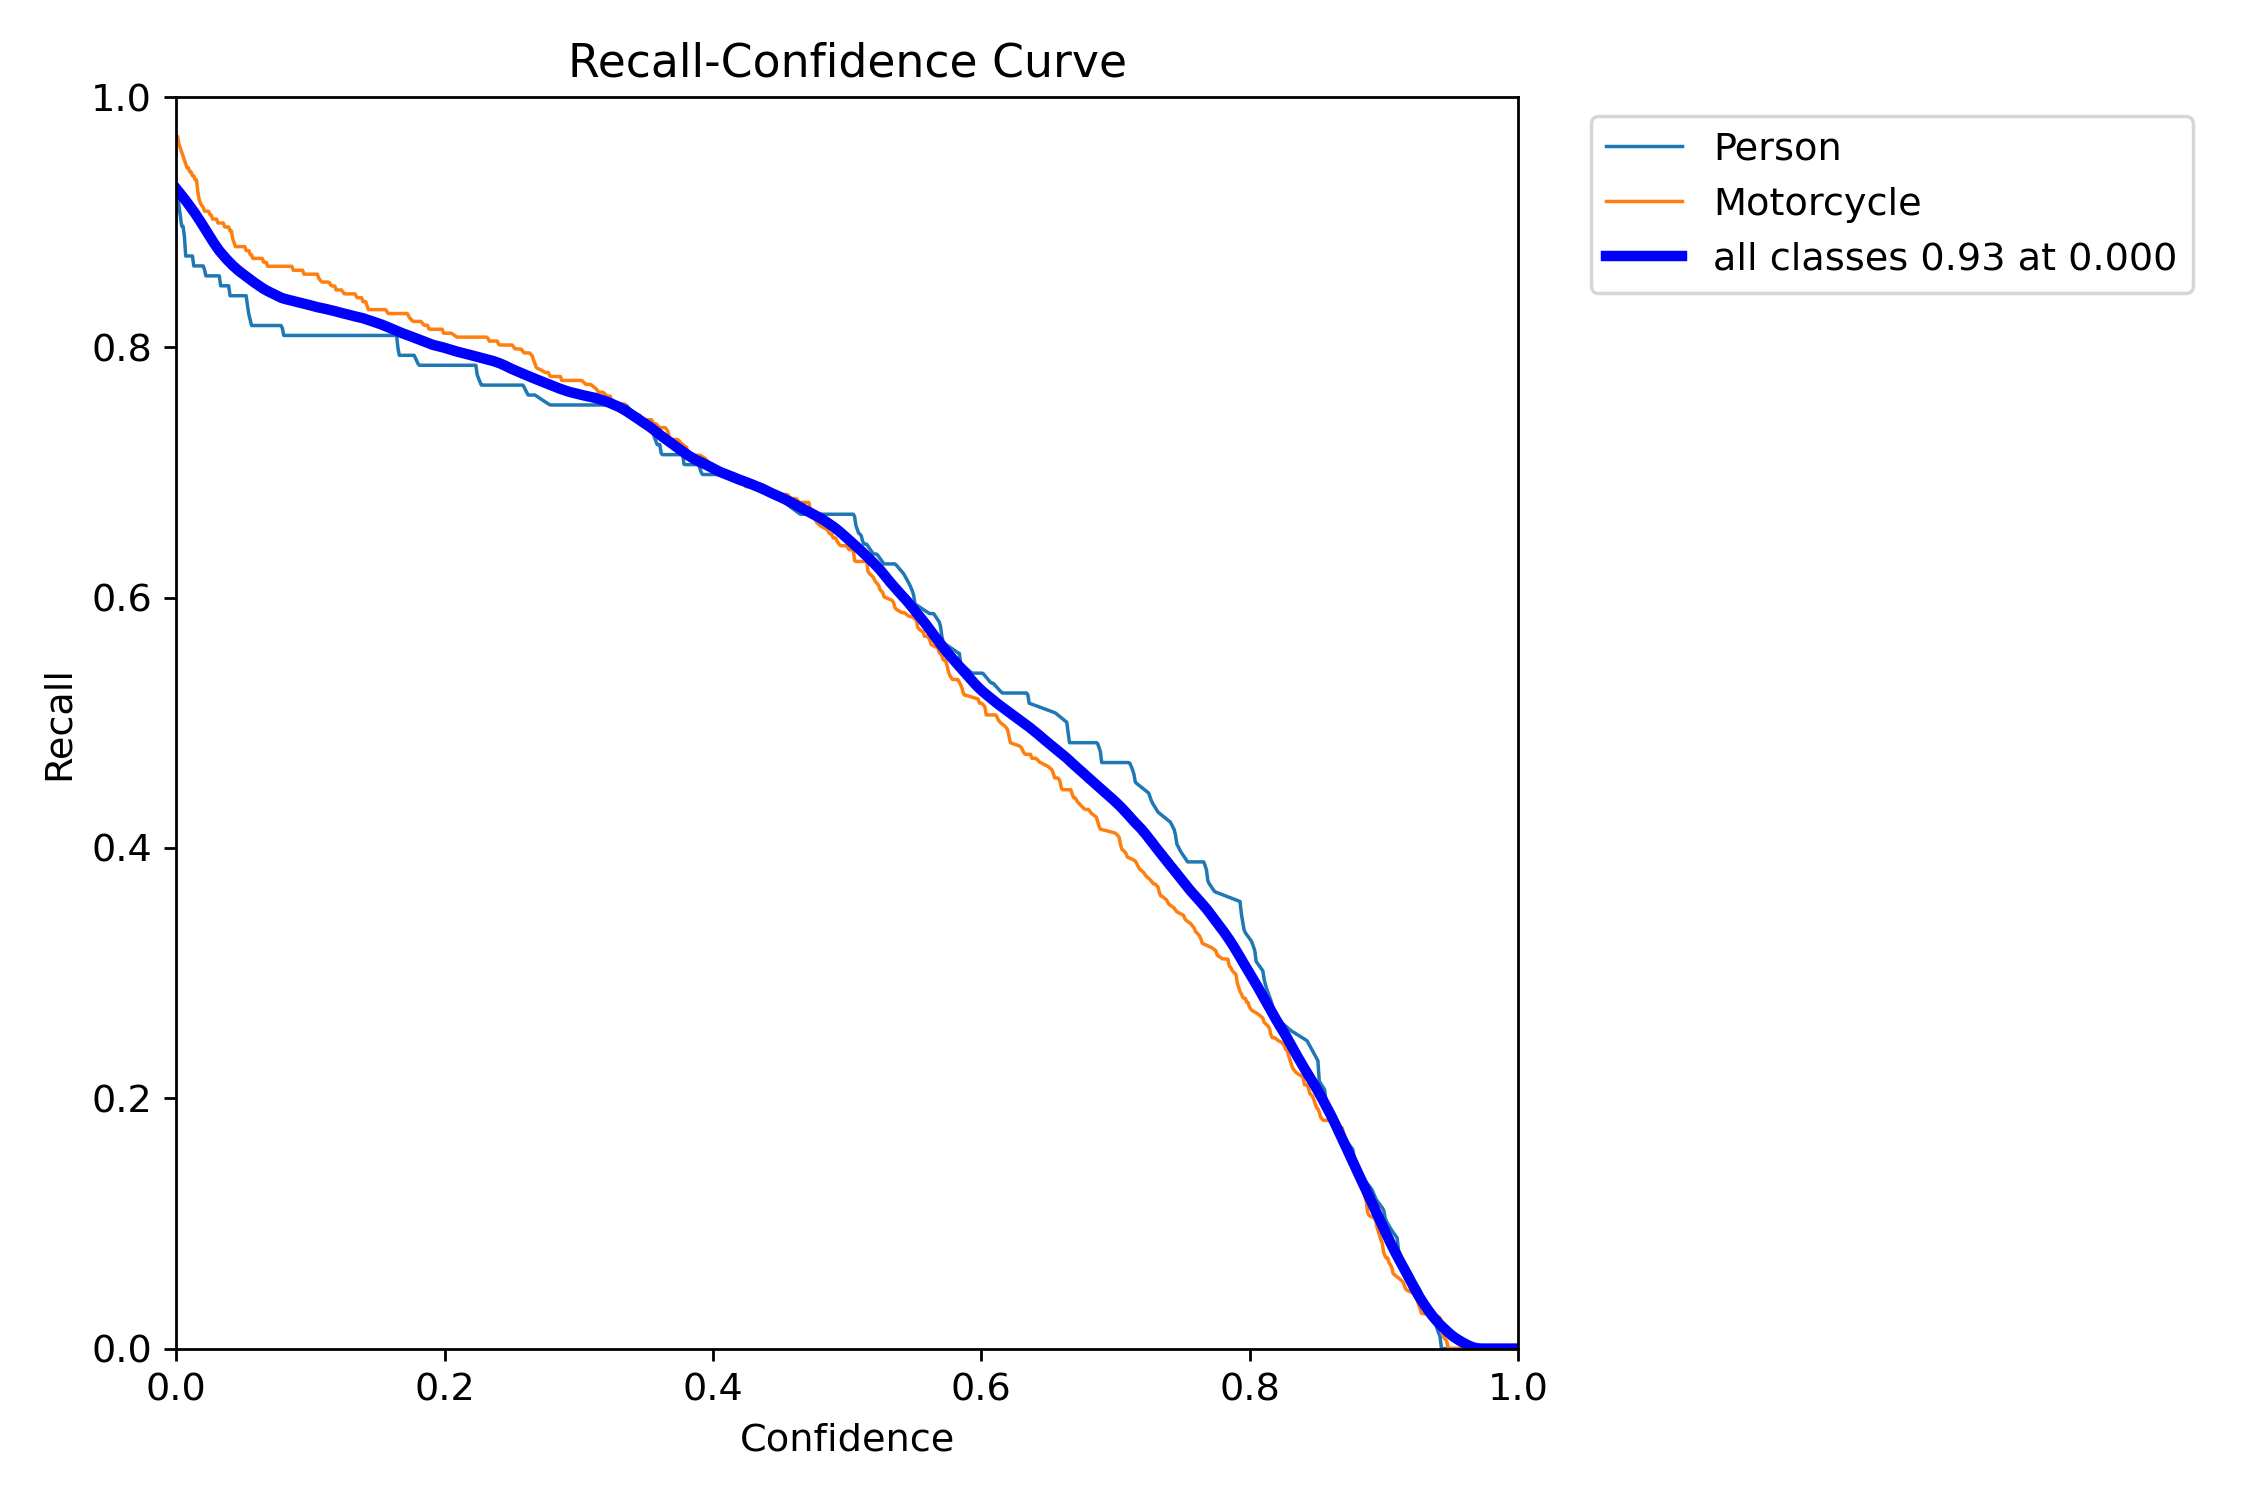 Recall-Confidence Curve
1.0
0.8
0.6
0.4
0.2
0.0
Recall
0.0 0.2 0.4 0.6 0.8 1.0
Confidence
Person
Motorcycle
all classes 0.93 at 0.000